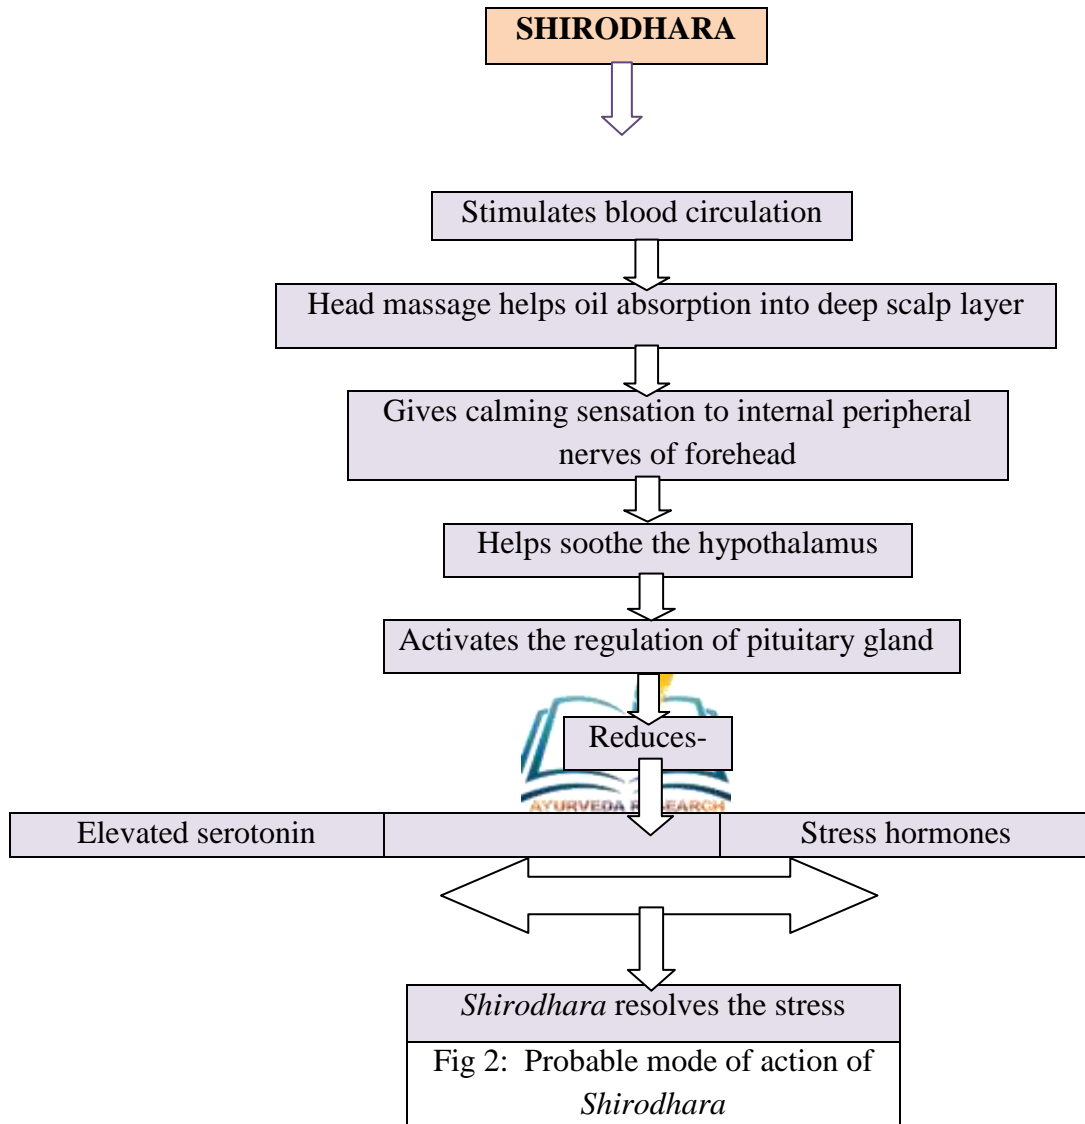 SHIRODHARA
Stimulates blood circulation
Head massage helps oil absorption into deep scalp layer
Gives calming sensation to internal peripheral
nerves of forehead
Helps soothe the hypothalamus
Activates the regulation of pituitary gland
Reduces-
AYURVEDA RESEARCH
Elevated serotonin
Stress hormones
Shirodhara resolves the stress
Fig 2: Probable mode of action of
Shirodhara